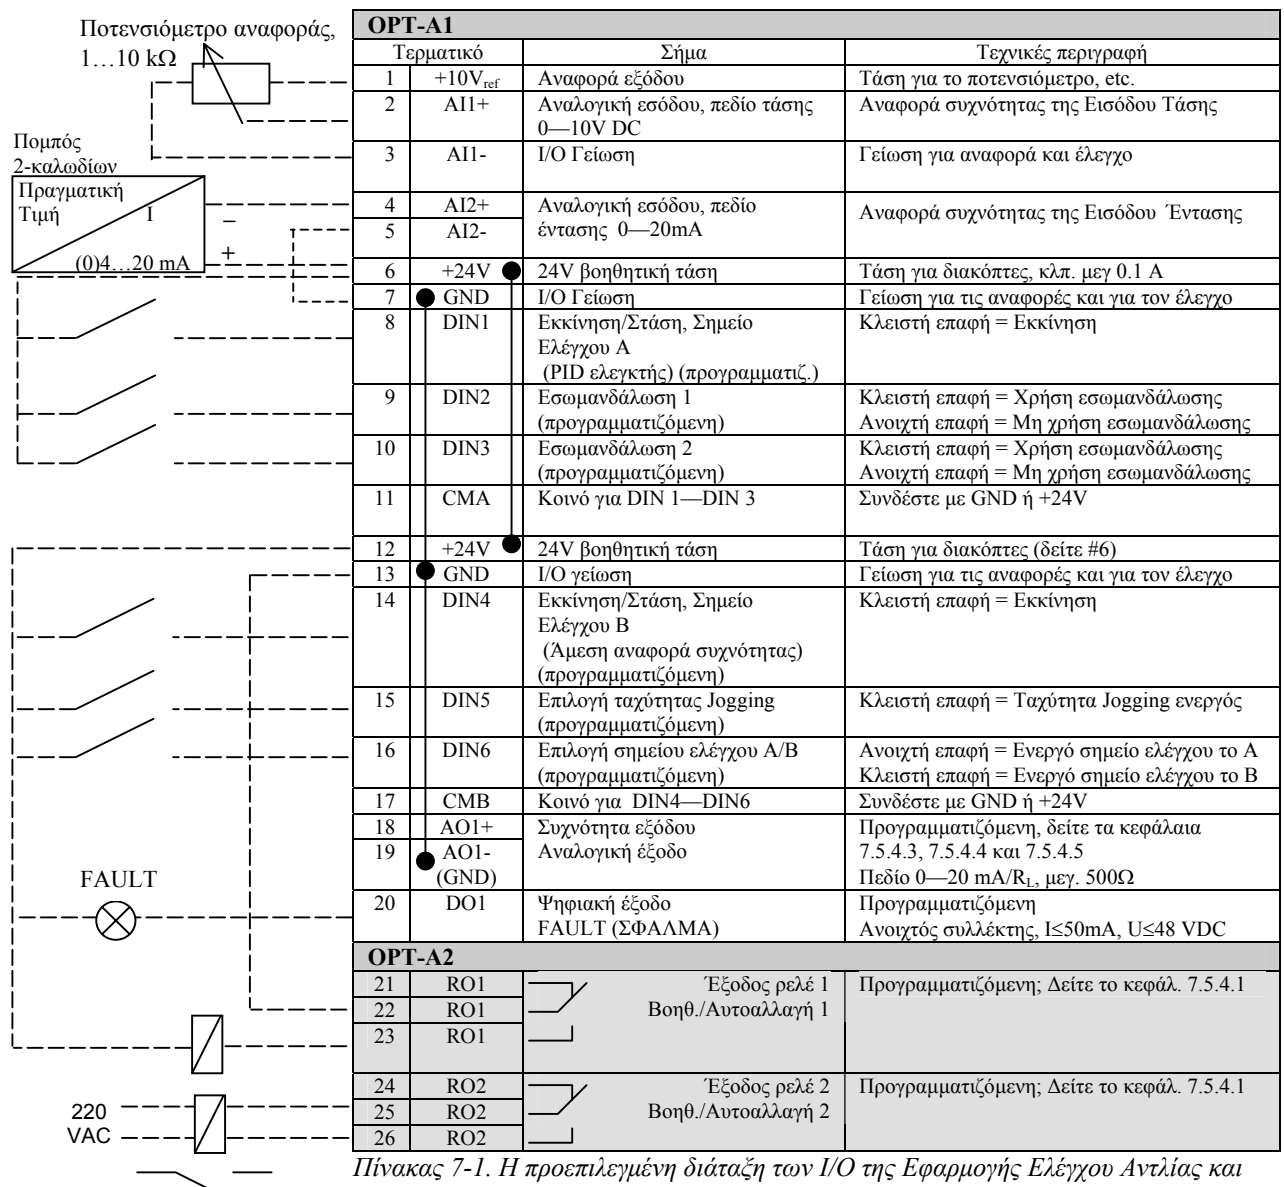 Ποτενσιόμετρο αναφοράς,
1…10 kΩ
Πομπός
2-καλωδίων
Πραγματική
Τιμή I
–
+
(0)4…20 mA
FAULT
220
VAC
OPT-A1
Τερματικό Σήμα Τεχνικές περιγραφή
1 +10Vref Αναφορά εξόδου Τάση για το ποτενσιόμετρο, etc.
2 AI1+ Αναλογική εσόδου, πεδίο τάσης Αναφορά συχνότητας της Εισόδου Τάσης
0—10V DC
3 AI1- I/O Γείωση Γείωση για αναφορά και έλεγχο
4 AI2+ Αναλογική εσόδου, πεδίο Αναφορά συχνότητας της Εισόδου Έντασης
5 AI2- έντασης 0—20mA
6 +24V 24V βοηθητική τάση Τάση για διακόπτες, κλπ. μεγ 0.1 A
7 GND I/O Γείωση Γείωση για τις αναφορές και για τον έλεγχο
8 DIN1 Εκκίνηση/Στάση, Σημείο Κλειστή επαφή = Εκκίνηση
Ελέγχου A
(PID ελεγκτής) (προγραμματιζ.)
9 DIN2 Εσωμανδάλωση 1 Κλειστή επαφή = Χρήση εσωμανδάλωσης
(προγραμματιζόμενη) Ανοιχτή επαφή = Μη χρήση εσωμανδάλωσης
10 DIN3 Εσωμανδάλωση 2 Κλειστή επαφή = Χρήση εσωμανδάλωσης
(προγραμματιζόμενη) Ανοιχτή επαφή = Μη χρήση εσωμανδάλωσης
11 CMA Κοινό για DIN 1—DIN 3 Συνδέστε με GND ή +24V
12 +24V 24V βοηθητική τάση Τάση για διακόπτες (δείτε #6)
13 GND I/O γείωση Γείωση για τις αναφορές και για τον έλεγχο
14 DIN4 Εκκίνηση/Στάση, Σημείο Κλειστή επαφή = Εκκίνηση
Ελέγχου B
(Άμεση αναφορά συχνότητας)
(προγραμματιζόμενη)
15 DIN5 Επιλογή ταχύτητας Jogging Κλειστή επαφή = Ταχύτητα Jogging ενεργός
(προγραμματιζόμενη)
16 DIN6 Επιλογή σημείου ελέγχου A/B Ανοιχτή επαφή = Ενεργό σημείο ελέγχου το A
(προγραμματιζόμενη) Κλειστή επαφή = Ενεργό σημείο ελέγχου το B
17 CMB Κοινό για DIN4—DIN6 Συνδέστε με GND ή +24V
18 AO1+ Συχνότητα εξόδου Προγραμματιζόμενη, δείτε τα κεφάλαια
19 AO1- Αναλογική έξοδο 7.5.4.3, 7.5.4.4 και 7.5.4.5
(GND) Πεδίο 0—20 mA/RL, μεγ. 500Ω
20 DO1 Ψηφιακή έξοδο Προγραμματιζόμενη
FAULT (ΣΦΑΛΜΑ) Ανοιχτός συλλέκτης, I≤50mA, U≤48 VDC
OPT-A2
21 RO1 Έξοδος ρελέ 1 Προγραμματιζόμενη; Δείτε το κεφάλ. 7.5.4.1
22 RO1 Βοηθ./Αυτοαλλαγή 1
23 RO1
24 RO2 Έξοδος ρελέ 2 Προγραμματιζόμενη; Δείτε το κεφάλ. 7.5.4.1
25 RO2 Βοηθ./Αυτοαλλαγή 2
26 RO2
Πίνακας 7-1. Η προεπιλεγμένη διάταξη των I/O της Εφαρμογής Ελέγχου Αντλίας και